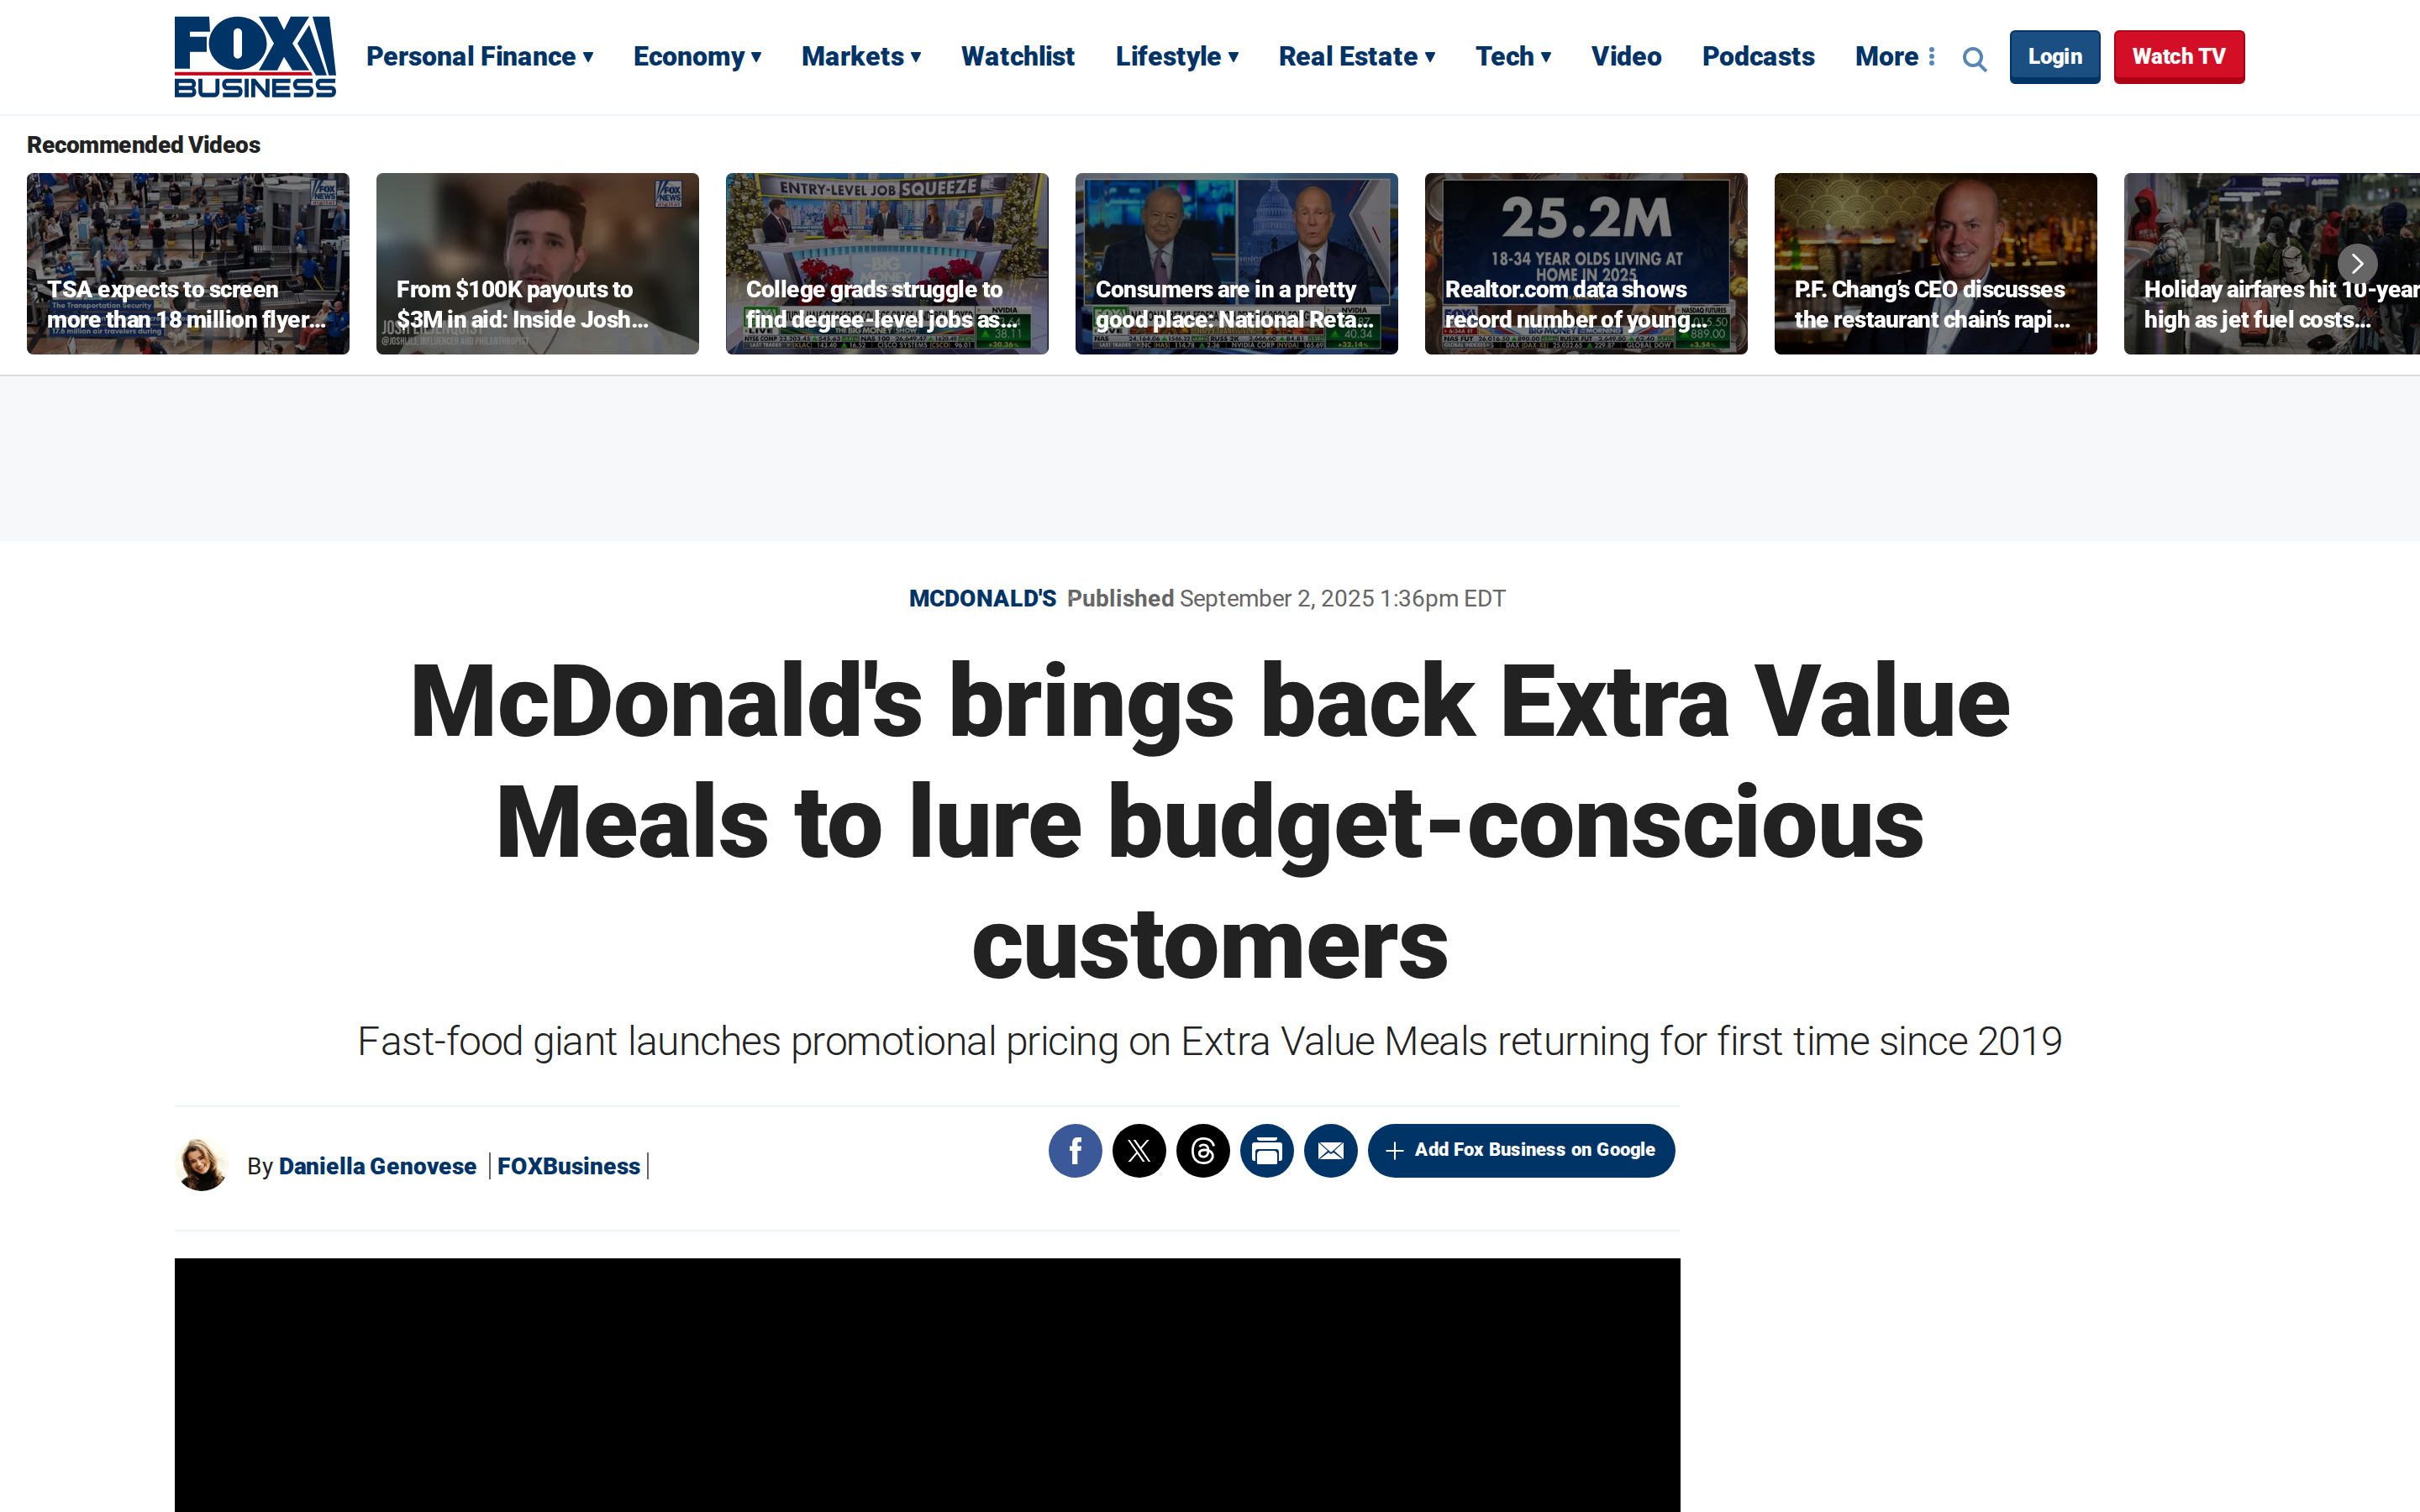 FOX
BUSINESS
Personal Finance
Economy
Markets
Watchlist
Lifestyle
Real Estate
Tech
Video
Podcasts
More
Login
Watch TV
Recommended Videos
FOX
NEWS
TSA expects to screen
more than 18 million flyer...
FOX
NEWS
From $100K payouts to
$3M in aid: Inside Josh...
ENTRY-LEVEL JOB SQUEEZE
College grads struggle to
find degree-level jobs as...
Consumers are in a pretty
good place: National Reta...
25.2M
18-34 YEAR OLDS LIVING AT
HOME IN 2025
Realtor.com data shows
record number of young...
P.F. Chang's CEO discusses
the restaurant chain's rapi...
Holiday airfares hit 10-year
high as jet fuel costs...
MCDONALD'S Published September 2, 2025 1:36pm EDT
McDonald's brings back Extra Value
Meals to lure budget-conscious
customers
Fast-food giant launches promotional pricing on Extra Value Meals returning for first time since 2019
By Daniella Genovese FOXBusiness
Add Fox Business on Google